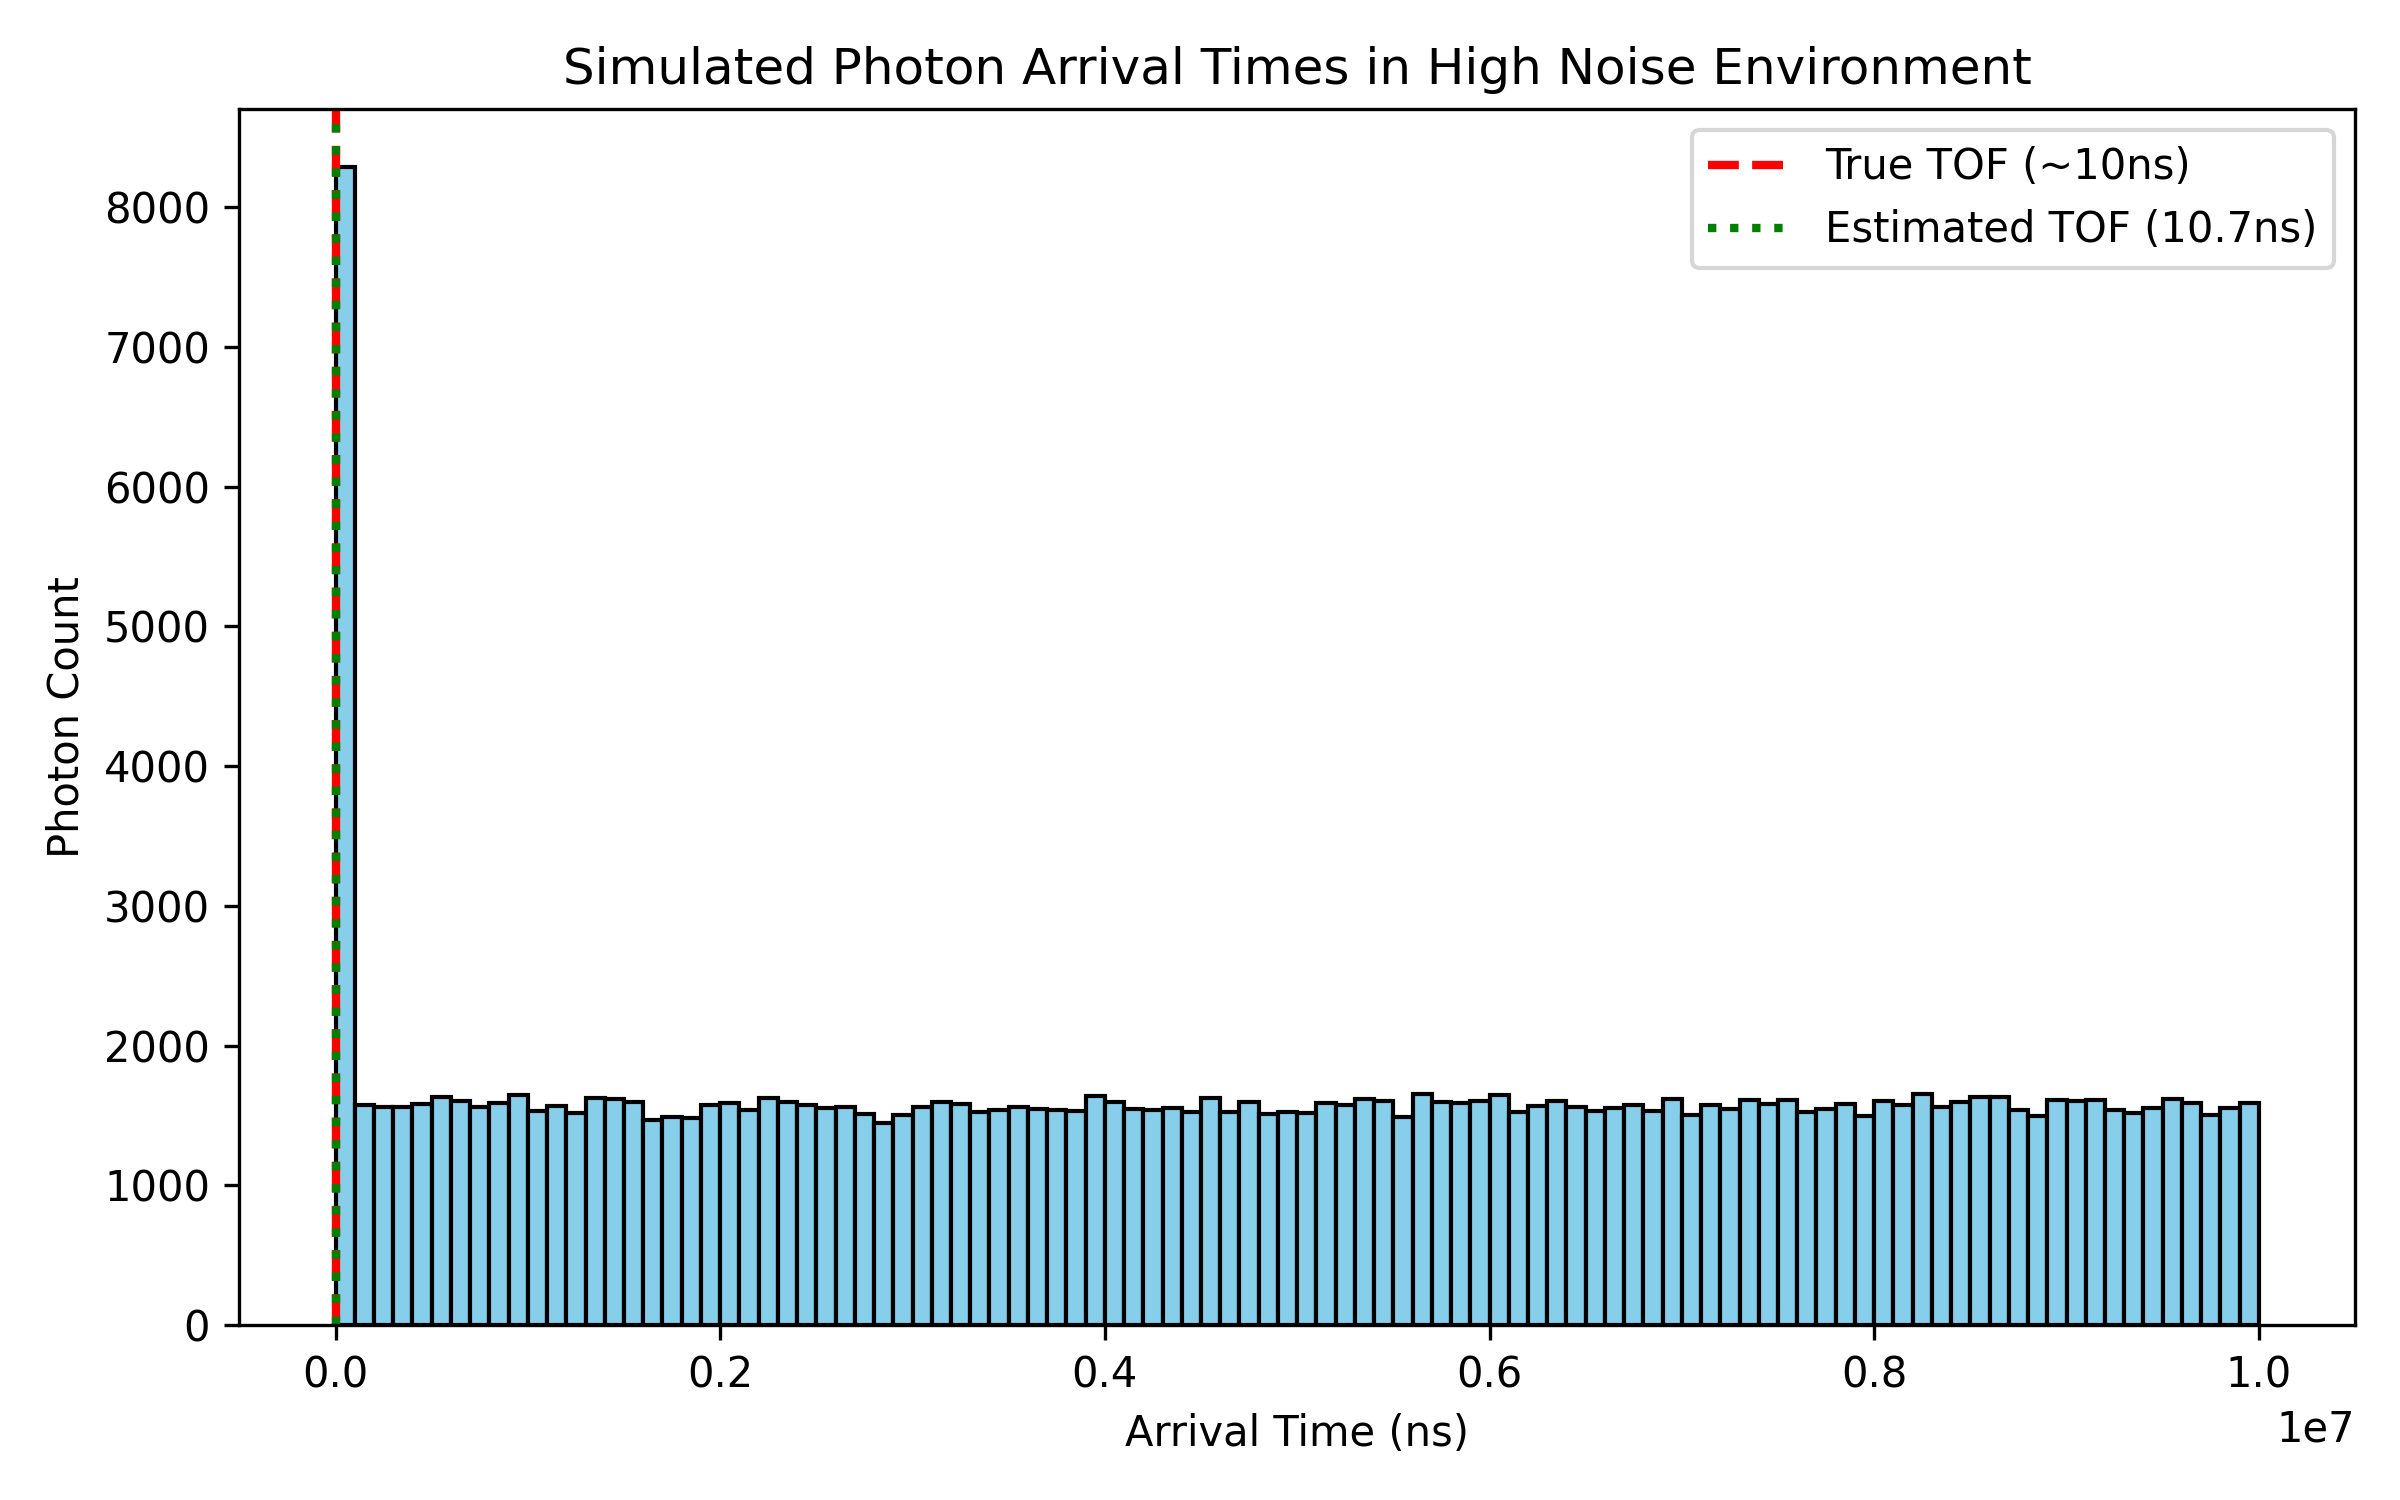 Simulated Photon Arrival Times in High Noise Environment
True TOF (~10ns)
Estimated TOF (10.7ns)
Photon Count
8000
7000
6000
5000
4000
3000
2000
1000
0
0.0 0.2 0.4 0.6 0.8 1.0
Arrival Time (ns)
1e7